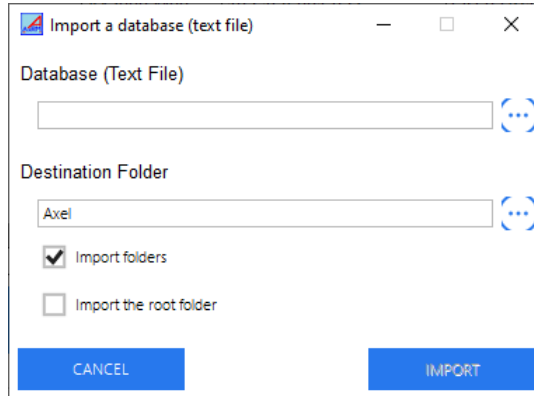 Import a database (text file)
Database (Text File)
Destination Folder
Axel
Import folders
Import the root folder
CANCEL
IMPORT